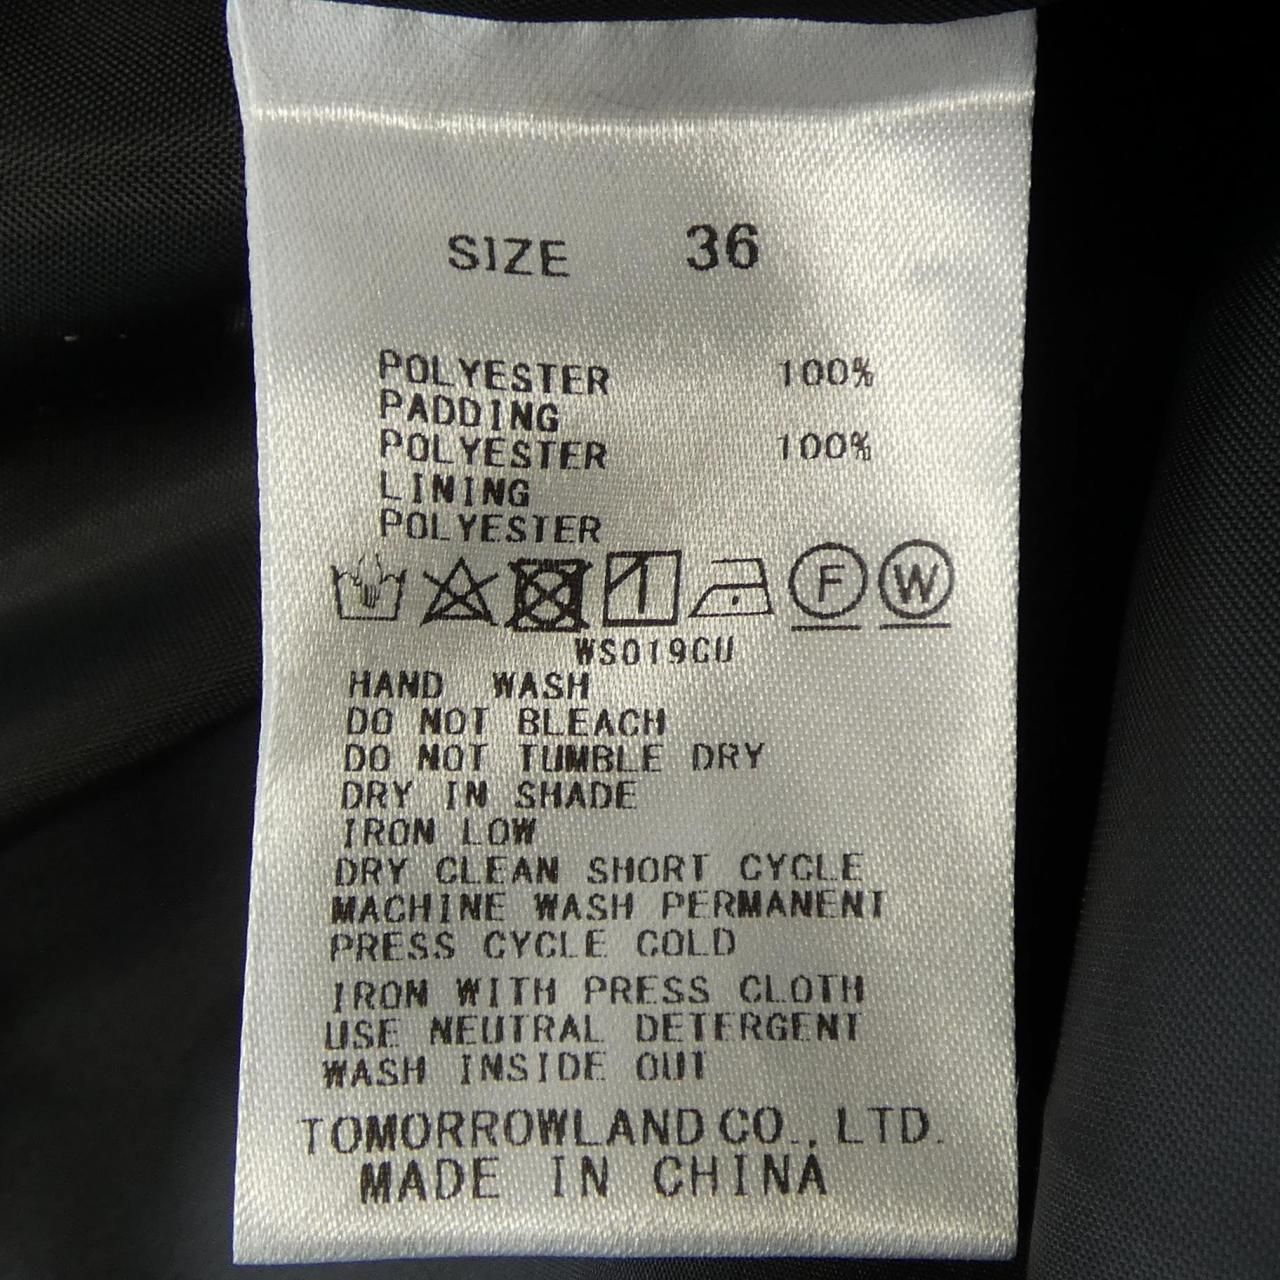 SIZE 36
POLYESTER 100%
PADDING
POLYESTER 100%
LINING
POLYESTER
1 F W
WS019CU
HAND WASH
DO NOT BLEACH
DO NOT TUMBLE DRY
DRY IN SHADE
IRON LOW
DRY CLEAN SHORT CYCLE
MACHINE WASH PERMANENT
PRESS CYCLE COLD
IRON WITH PRESS CLOTH
USE NEUTRAL DETERGENT
WASH INSIDE OUT
TOMORROWLAND CO., LTD.
MADE IN CHINA